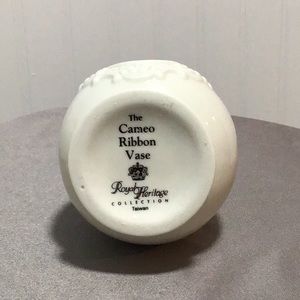 The
Cameo
Ribbon
Vase
Royal Heritage
COLLECTION
Taiwan